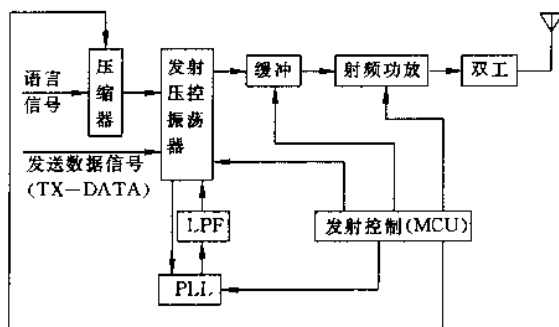 语言
信号
压
缩
器
发
射
压
控
振
荡
器
缓冲
射频功放
双工
发送数据信号
(TX-DATA)
LPF
发射控制(MCU)
PLL